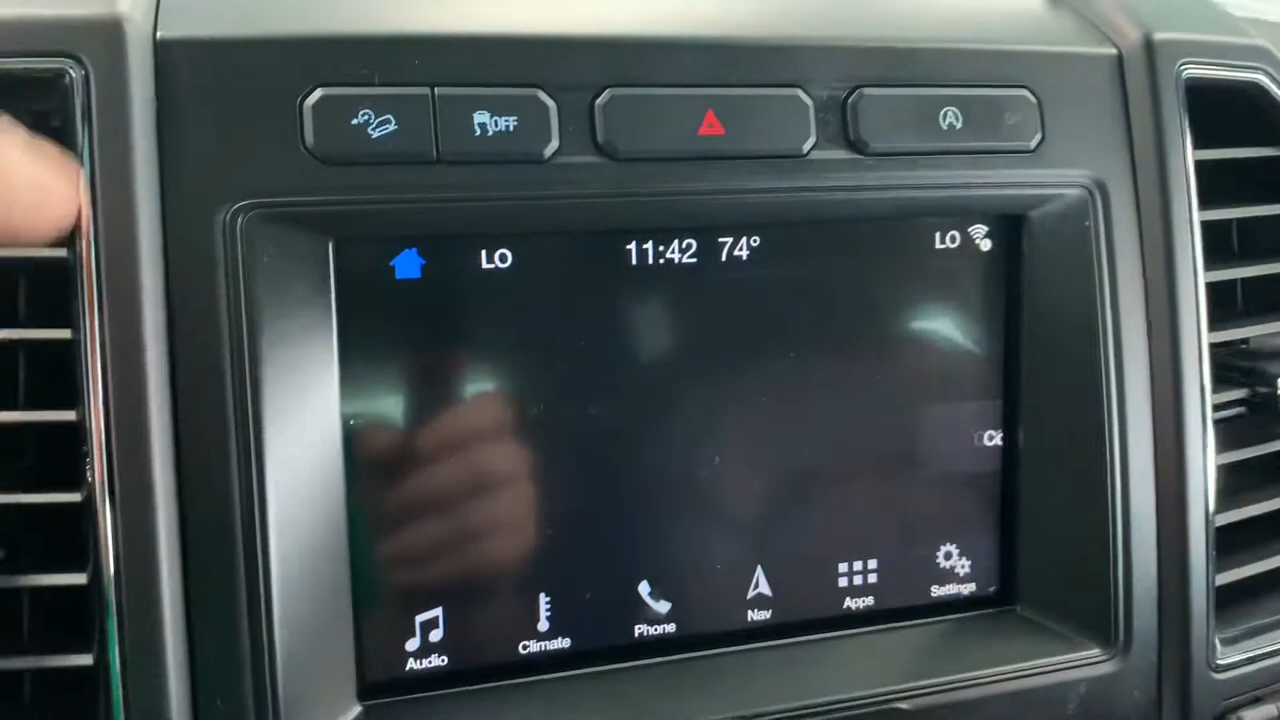 OFF
A
LO
11:42 74°
LO
Audio
Climate
Phone
Nav
Apps
Settings